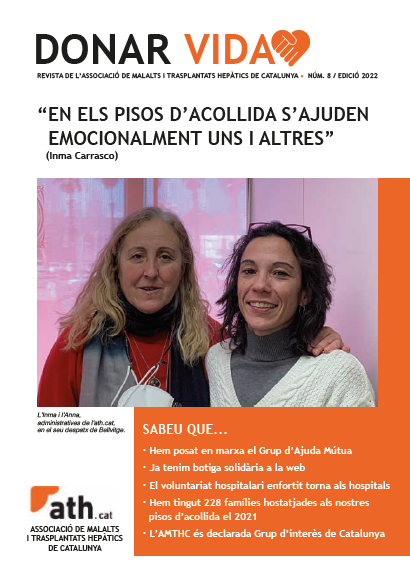 DONAR VIDA
REVISTA DE L'ASSOCIACIÓ DE MALALTS I TRASPLANTATS HEPÀTICS DE CATALUNYA • NÚM. 8 / EDICIÓ 2022
“EN ELS PISOS D’ACOLLIDA S’AJUDEN
EMOCIONALMENT UNS I ALTRES”
(Inma Carrasco)
L'Inma i l'Anna,
administratives de l'ath.cat,
en el seu despatx de Bellvitge.
SABEU QUE...
· Hem posat en marxa el Grup d’Ajuda Mútua
· Ja tenim botiga solidària a la web
· El voluntariat hospitalari enfortit torna als hospitals
· Hem tingut 228 famílies hostatjades als nostres
pisos d’acollida el 2021
· L’AMTHC és declarada Grup d’interès de Catalunya
ath.cat
ASSOCIACIÓ DE MALALTS
I TRASPLANTATS HEPÀTICS
DE CATALUNYA